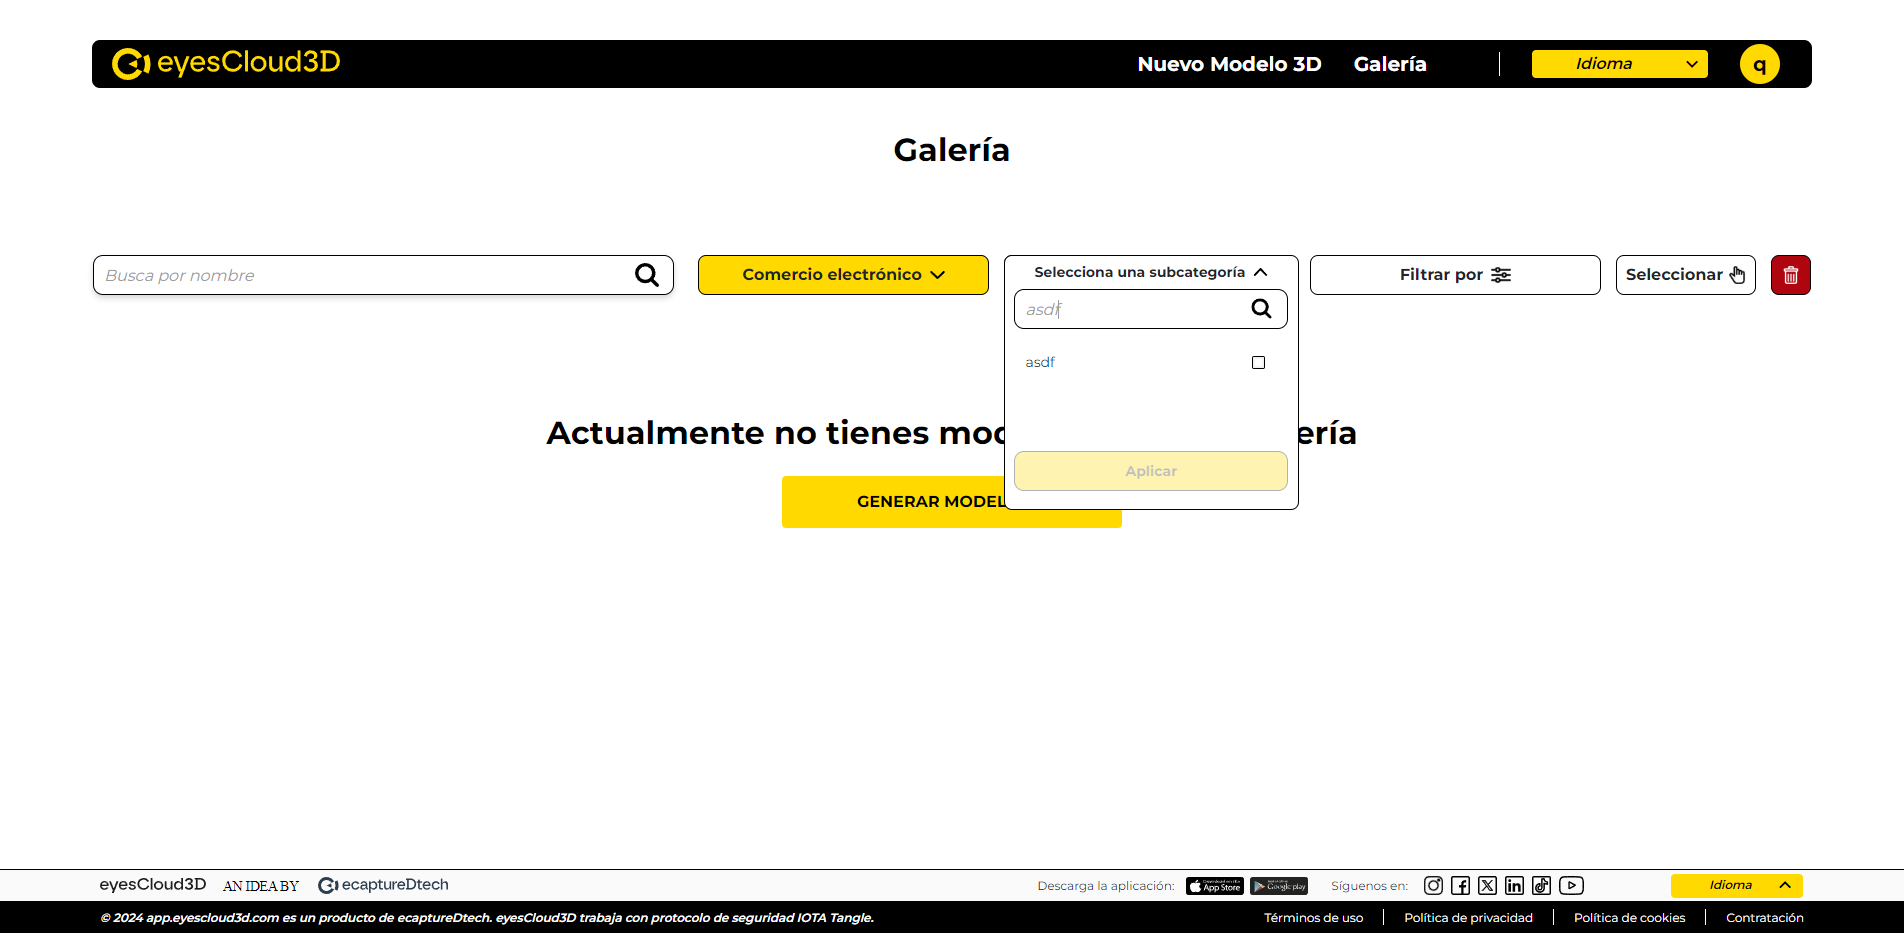 eyesCloud3D
Nuevo Modelo 3D
Galería
Idioma
q
Galería
Busca por nombre
Comercio electrónico
Selecciona una subcategoría
Filtrar por
Seleccionar
asdf
asdf
Actualmente no tienes
ería
Aplicar
GENERAR MODEL
eyesCloud3D AN IDEA BY ecaptureDtech
Descarga la aplicación:
App Store
Google play
Síguenos en:
Idioma
© 2024 app.eyescloud3d.com es un producto de ecaptureDtech. eyesCloud3D trabaja con protocolo de seguridad IOTA Tangle.
Términos de uso
Política de privacidad
Política de cookies
Contratación